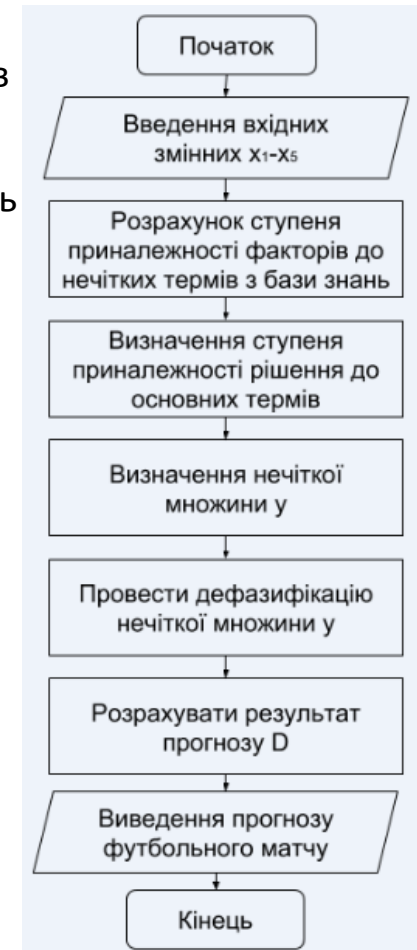 в
ь
Початок
Введення вхідних
змінних x₁-x₅
Розрахунок ступеня
приналежності факторів до
нечітких термів з бази знань
Визначення ступеня
приналежності рішення до
основних термів
Визначення нечіткої
множини у
Провести дефазифікацію
нечіткої множини у
Розрахувати результат
прогнозу D
Виведення прогнозу
футбольного матчу
Кінець